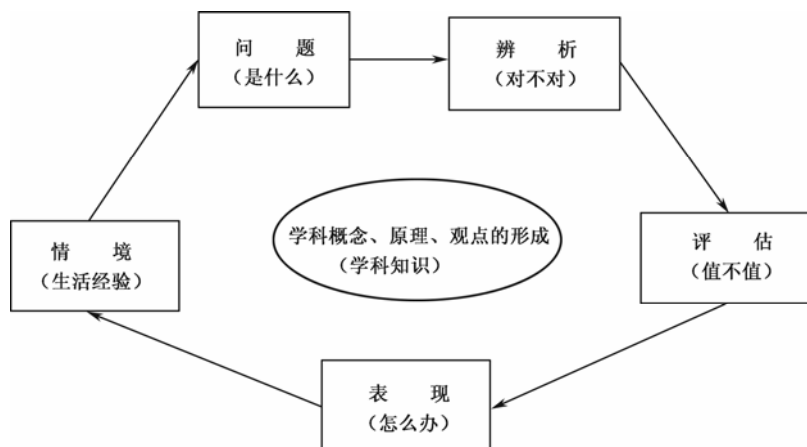 问 题
（是什么）
辨 析
（对不对）
学科概念、原理、观点的形成
（学科知识）
情 境
（生活经验）
评 估
（值不值）
表 现
（怎么办）